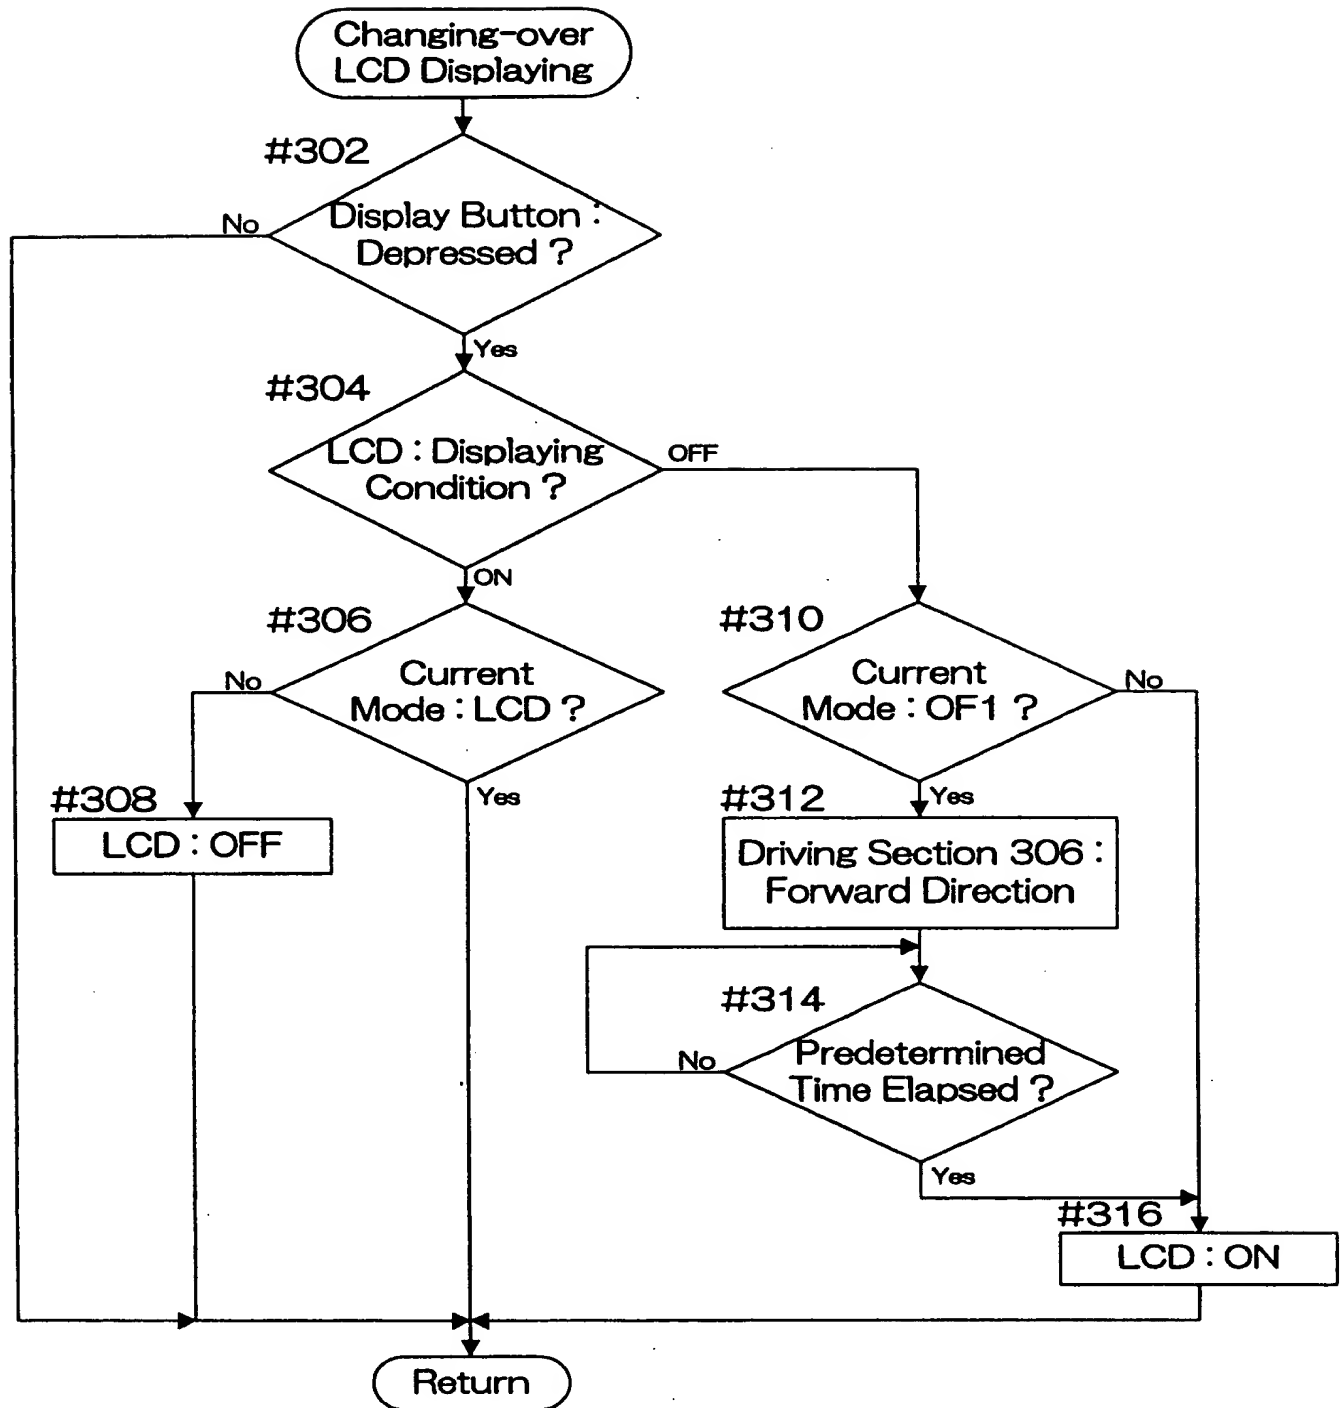 Changing-over
LCD Displaying
#302
Display Button :
Depressed ?
No
Yes
#304
LCD : Displaying
Condition ?
OFF
ON
#306
Current
Mode : LCD ?
No
Yes
#308
LCD : OFF
#310
Current
Mode : OF1 ?
No
Yes
#312
Driving Section 306 :
Forward Direction
#314
Predetermined
Time Elapsed ?
No
Yes
#316
LCD : ON
Return